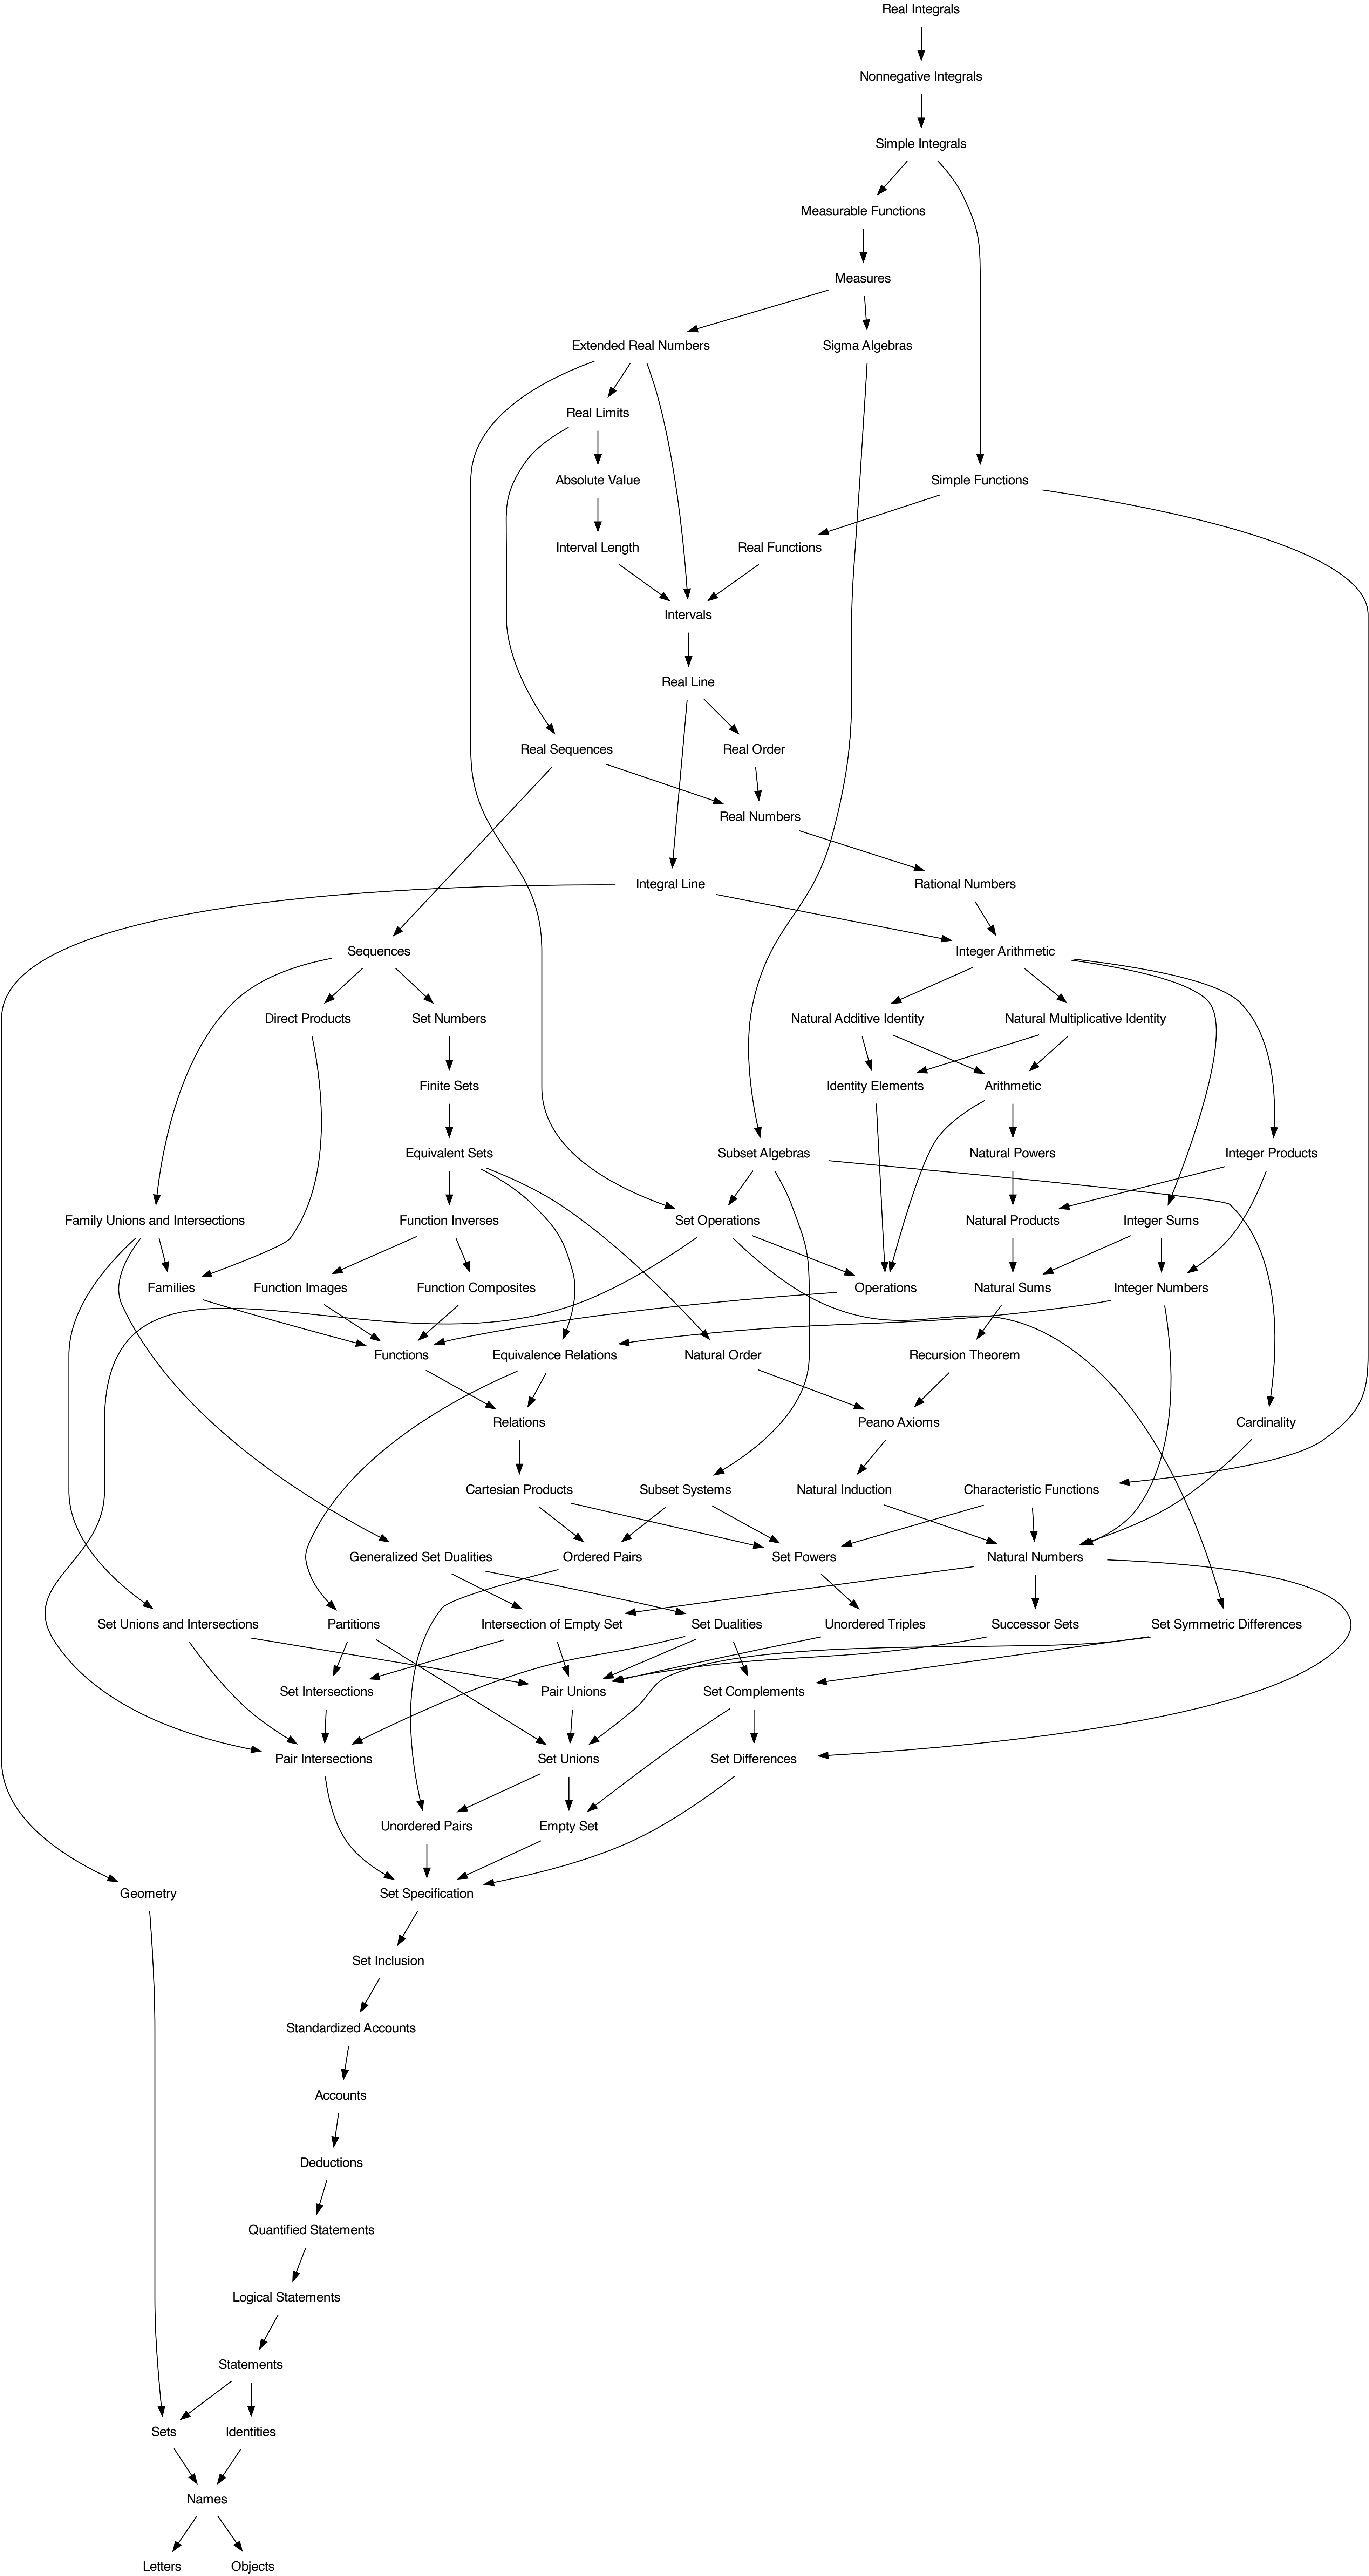 Real Integrals
Nonnegative Integrals
Simple Integrals
Measurable Functions
Measures
Extended Real Numbers
Sigma Algebras
Real Limits
Absolute Value
Simple Functions
Interval Length
Real Functions
Intervals
Real Line
Real Sequences
Real Order
Real Numbers
Integral Line
Rational Numbers
Sequences
Integer Arithmetic
Direct Products
Set Numbers
Natural Additive Identity
Natural Multiplicative Identity
Finite Sets
Identity Elements
Arithmetic
Equivalent Sets
Subset Algebras
Natural Powers
Integer Products
Family Unions and Intersections
Function Inverses
Set Operations
Natural Products
Integer Sums
Families
Function Images
Function Composites
Operations
Natural Sums
Integer Numbers
Functions
Equivalence Relations
Natural Order
Recursion Theorem
Relations
Peano Axioms
Cardinality
Cartesian Products
Subset Systems
Natural Induction
Characteristic Functions
Generalized Set Dualities
Ordered Pairs
Set Powers
Natural Numbers
Set Unions and Intersections
Partitions
Intersection of Empty Set
Set Dualities
Unordered Triples
Successor Sets
Set Symmetric Differences
Set Intersections
Pair Unions
Set Complements
Pair Intersections
Set Unions
Set Differences
Unordered Pairs
Empty Set
Geometry
Set Specification
Set Inclusion
Standardized Accounts
Accounts
Deductions
Quantified Statements
Logical Statements
Statements
Sets
Identities
Names
Letters
Objects